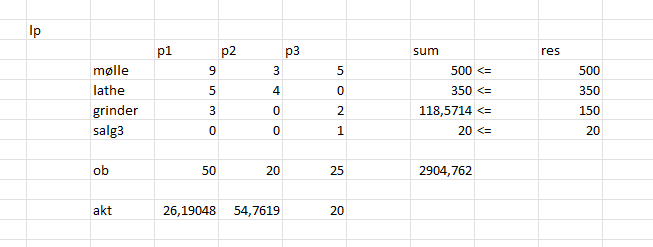 lp
p1 p2 p3 sum res
mølle 9 3 5 500 <= 500
lathe 5 4 0 350 <= 350
grinder 3 0 2 118,5714 <= 150
salg3 0 0 1 20 <= 20
ob 50 20 25 2904,762
akt 26,19048 54,7619 20